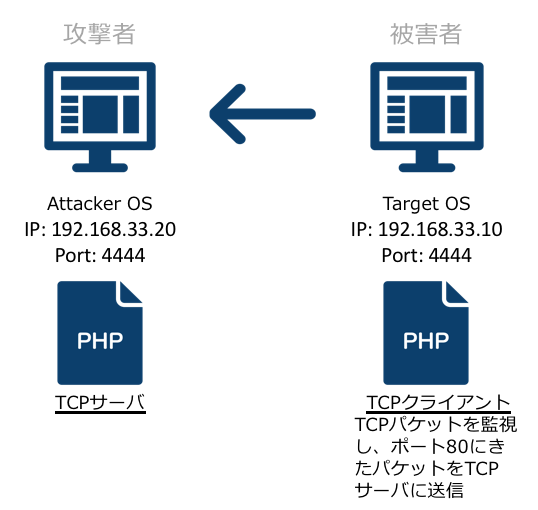 攻撃者
被害者
Attacker OS
IP: 192.168.33.20
Port: 4444
Target OS
IP: 192.168.33.10
Port: 4444
PHP
PHP
TCPサーバ
TCPクライアント
TCPパケットを監視
し、ポート80にき
たパケットをTCP
サーバに送信